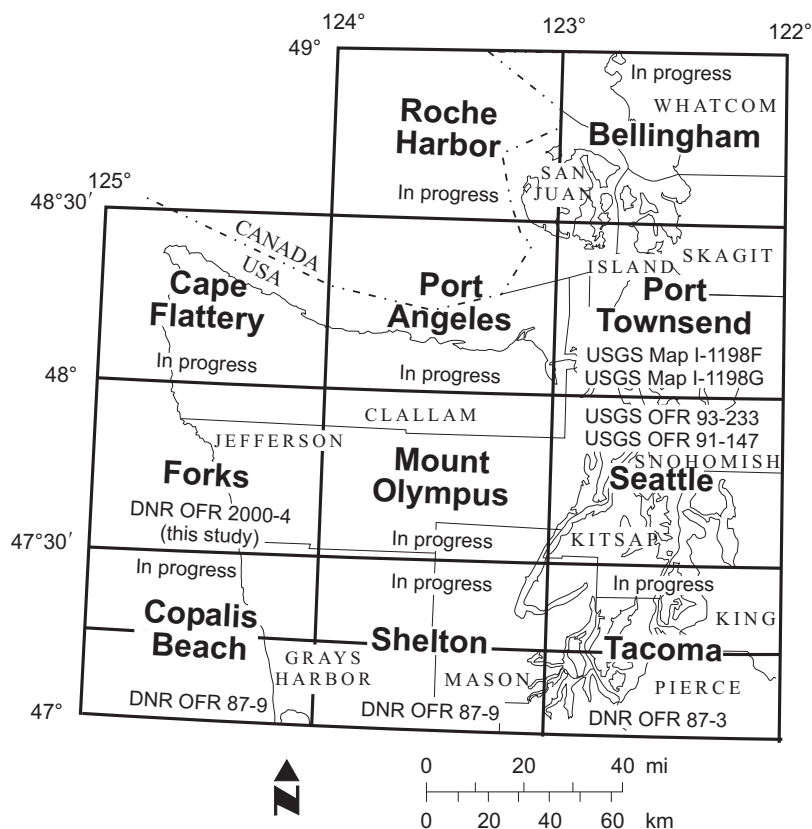 124°
123°
122°
49°
In progress
WHATCOM
Roche
Harbor
Bellingham
SAN
JUAN
In progress
125°
48°30′
CANADA
USA
ISLAND
SKAGIT
Cape
Flattery
Port
Angeles
Port
Townsend
USGS Map I-1198F
USGS Map I-1198G
In progress
In progress
48°
CLALLAM
USGS OFR 93-233
USGS OFR 91-147
JEFFERSON
SNOHOMISH
Forks
Mount
Olympus
Seattle
DNR OFR 2000-4
(this study)
In progress
KITSAP
47°30′
In progress
In progress
In progress
Copalis
Beach
Shelton
Tacoma
KING
GRAYS
HARBOR
MASON
PIERCE
DNR OFR 87-9
DNR OFR 87-9
DNR OFR 87-3
47°
N
0 20 40 mi
0 20 40 60 km